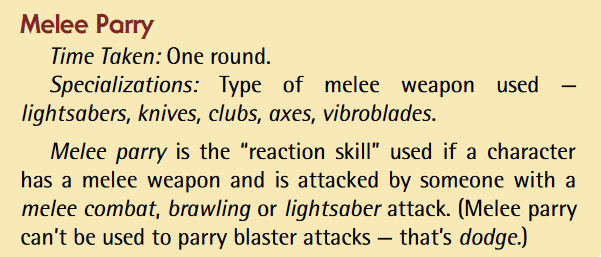 Melee Parry
Time Taken: One round.
Specializations: Type of melee weapon used —
lightsabers, knives, clubs, axes, vibroblades.
Melee parry is the “reaction skill” used if a character
has a melee weapon and is attacked by someone with a
melee combat, brawling or lightsaber attack. (Melee parry
can’t be used to parry blaster attacks — that’s dodge.)